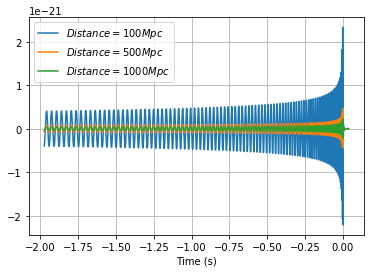 1e−21
Distance = 100Mpc
Distance = 500Mpc
Distance = 1000Mpc
2
1
0
−1
−2
−2.00 −1.75 −1.50 −1.25 −1.00 −0.75 −0.50 −0.25 0.00
Time (s)